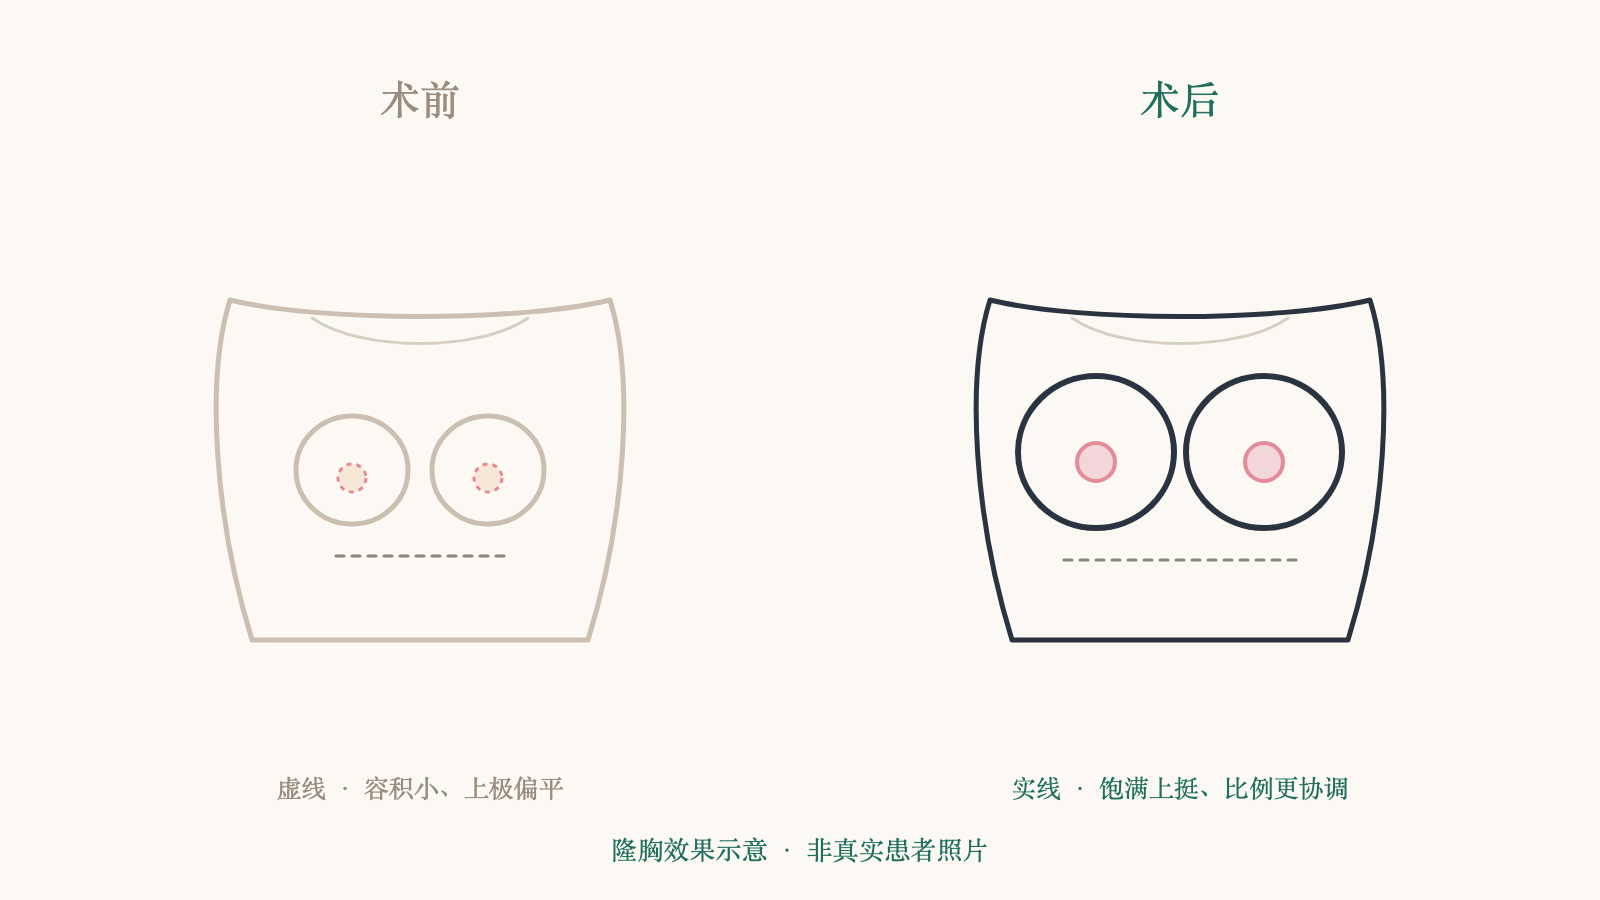 术前
术后
虚线 · 容积小、上极偏平
实线 · 饱满上挺、比例更协调
隆胸效果示意 · 非真实患者照片